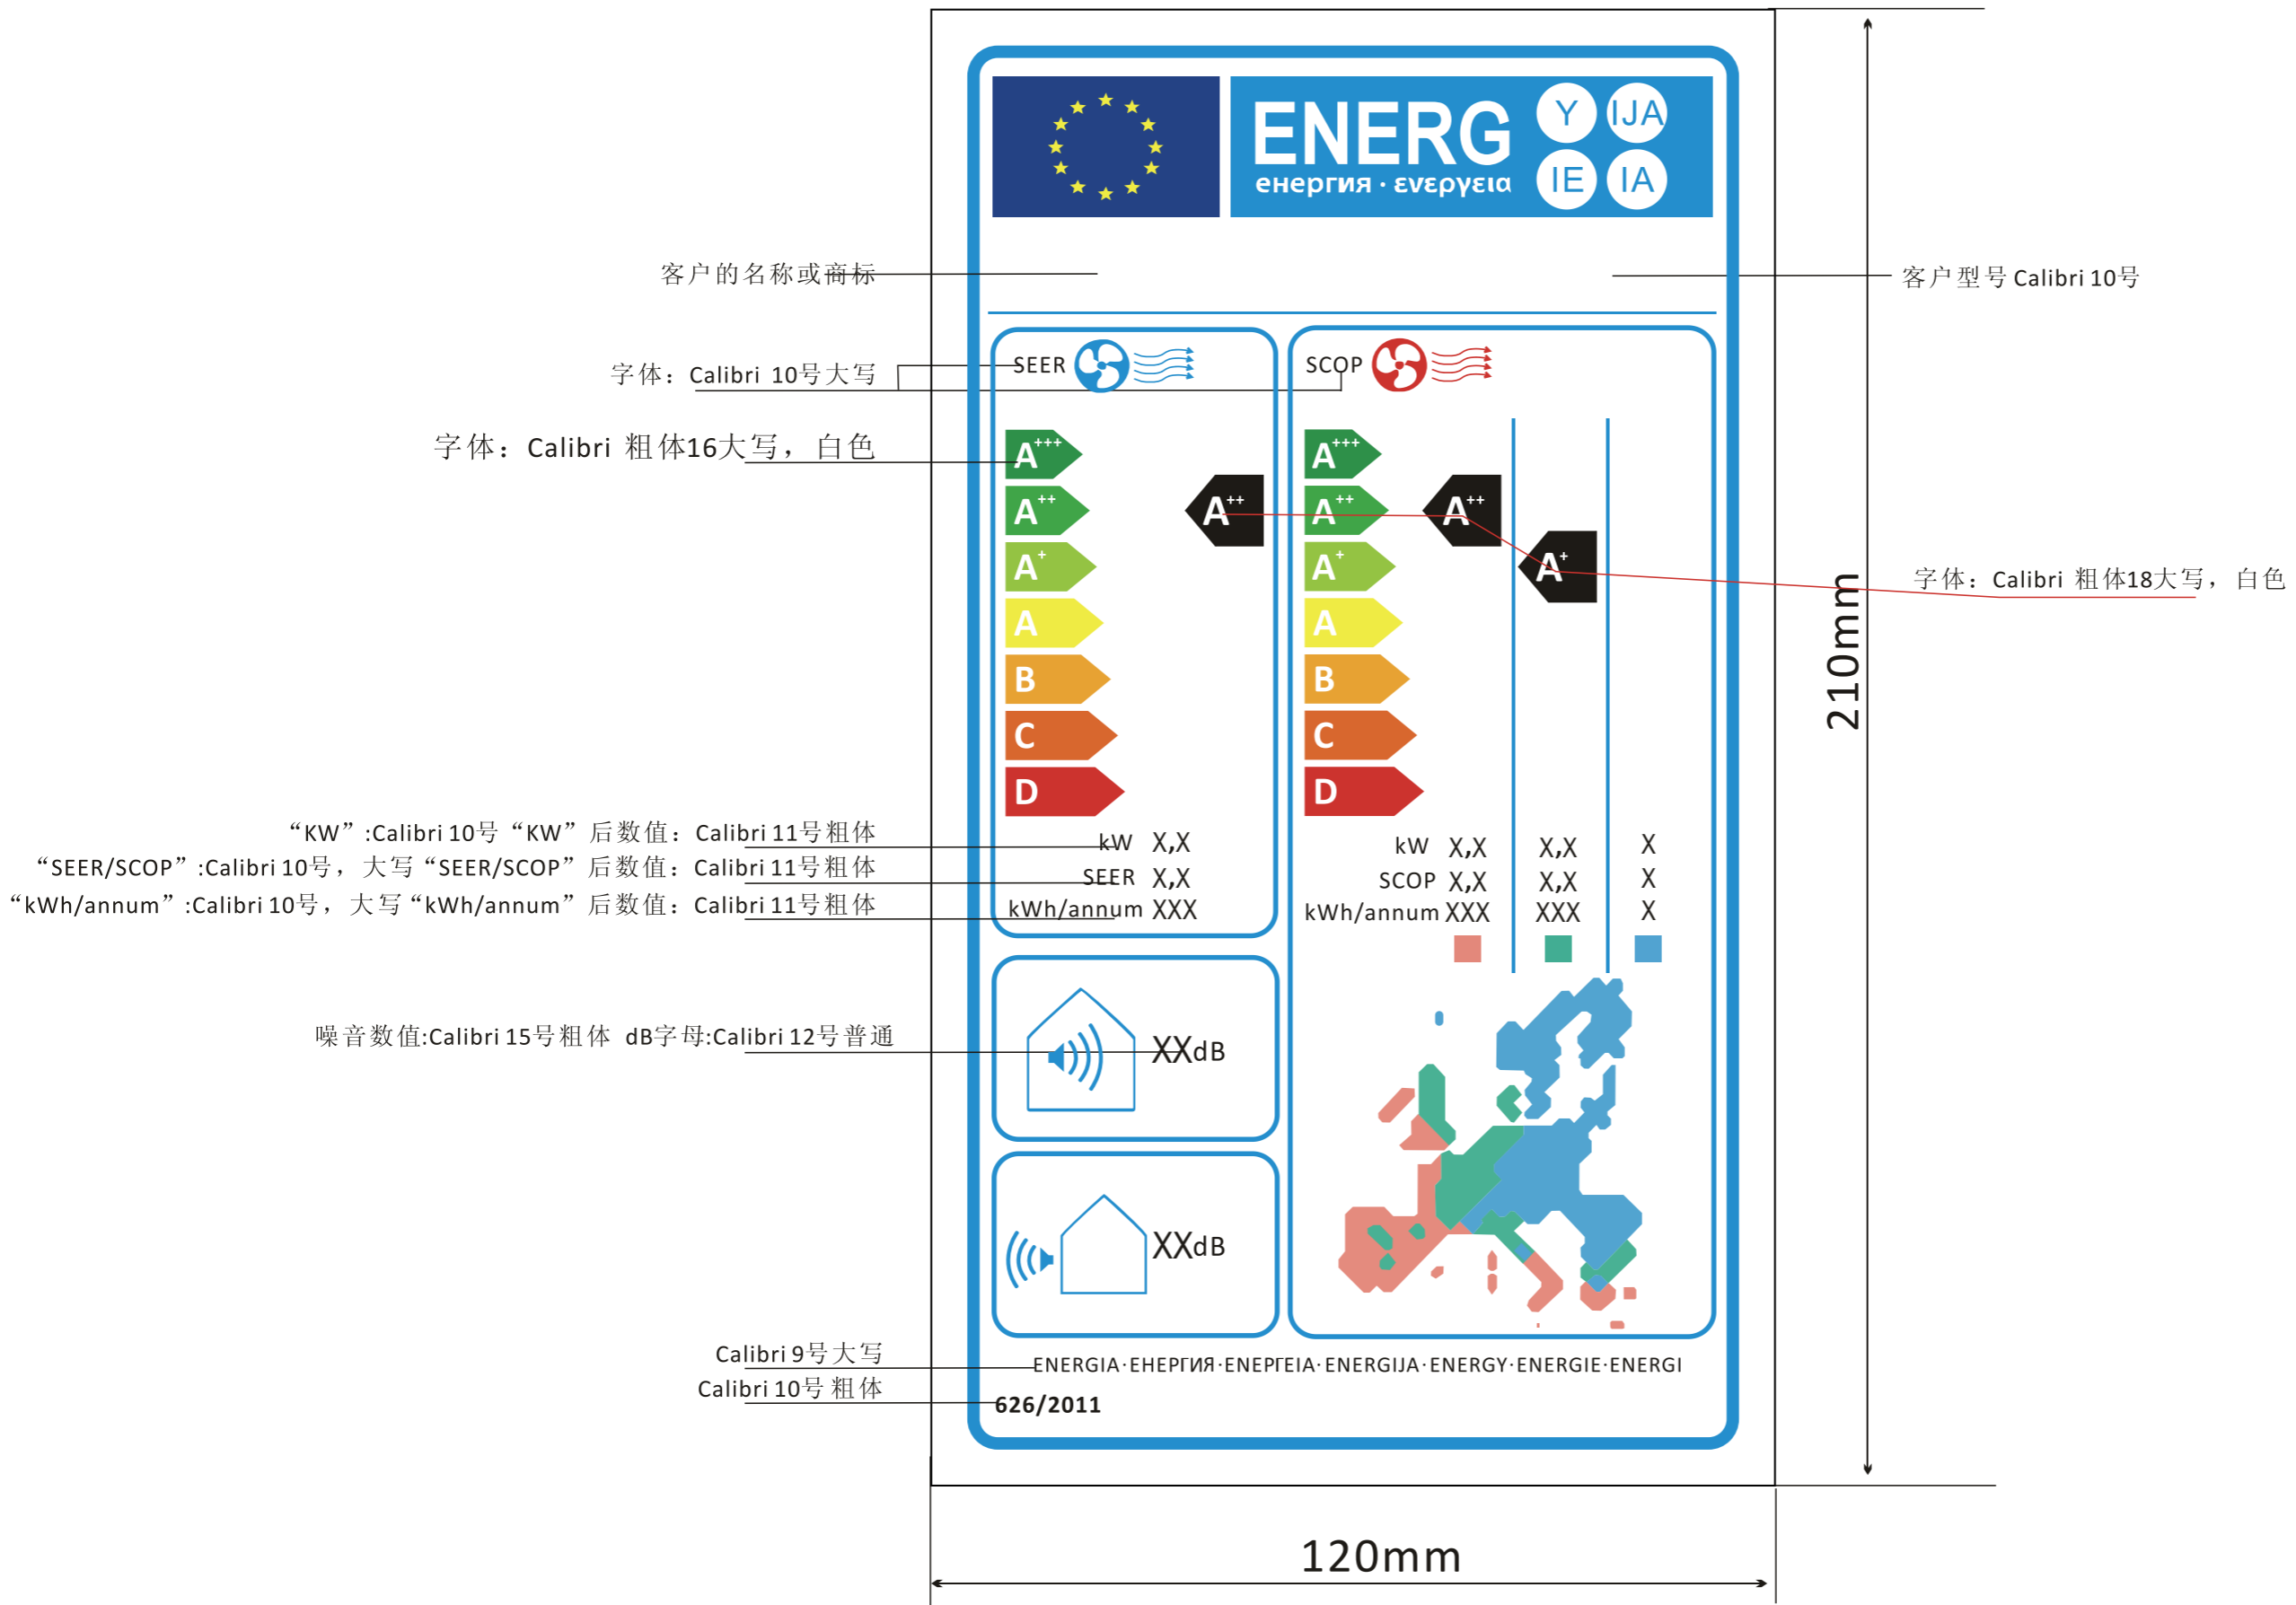 ENERG Y IJA
IE IA
енергия · ενεργεια
客户的名称或商标
客户型号 Calibri 10号
SEER
SCOP
字体：Calibri 10号大写
字体：Calibri 粗体16大写，白色
A+++
A++
A+
A
B
C
D
A++
A+++
A++
A+
A
B
C
D
A++
A+
字体：Calibri 粗体18大写，白色
210mm
“KW”:Calibri 10号“KW”后数值：Calibri 11号粗体
“SEER/SCOP”:Calibri 10号，大写“SEER/SCOP”后数值：Calibri 11号粗体
“kWh/annum”:Calibri 10号，大写“kWh/annum”后数值：Calibri 11号粗体
kW X,X
SEER X,X
kWh/annum XXX
kW X,X X,X X
SCOP X,X X,X X
kWh/annum XXX XXX X
噪音数值:Calibri 15号粗体 dB字母:Calibri 12号普通
XXdB
XXdB
Calibri 9号大写
ENERGIA·ЕНЕРГИЯ·ΕΝΕΡΓΕΙΑ·ENERGIJA·ENERGY·ENERGIE·ENERGI
Calibri 10号粗体
626/2011
120mm